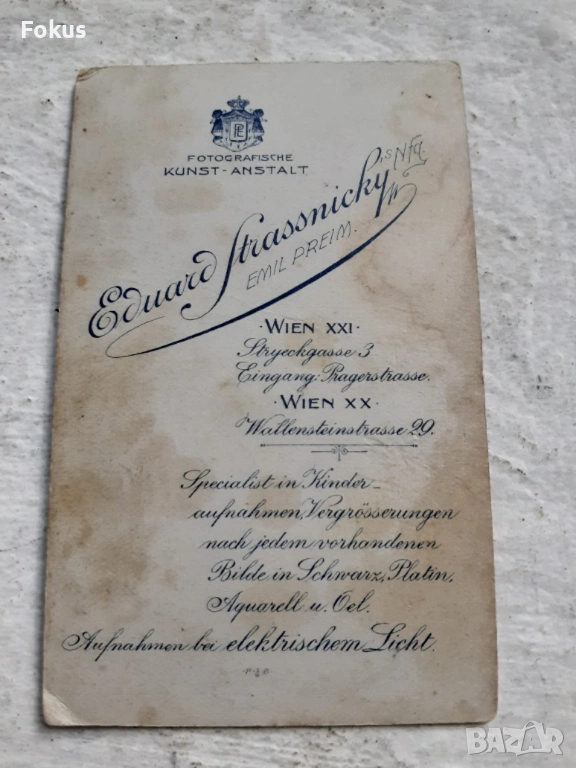 Fokus
FOTOGRAFISCHE
KUNST-ANSTALT
Eduard Strassnicky's Nfg.
EMIL PREIM.
·WIEN XXI·
Stryeckgasse 3
Eingang: Pragerstrasse.
·WIEN XX·
Wallensteinstrasse 29.
Specialist in Kinder-
aufnahmen, Vergrösserungen
nach jedem vorhandenen
Bilde in Schwarz, Platin,
Aquarell u. Oel.
Aufnahmen bei elektrischem Licht.
BAZAR